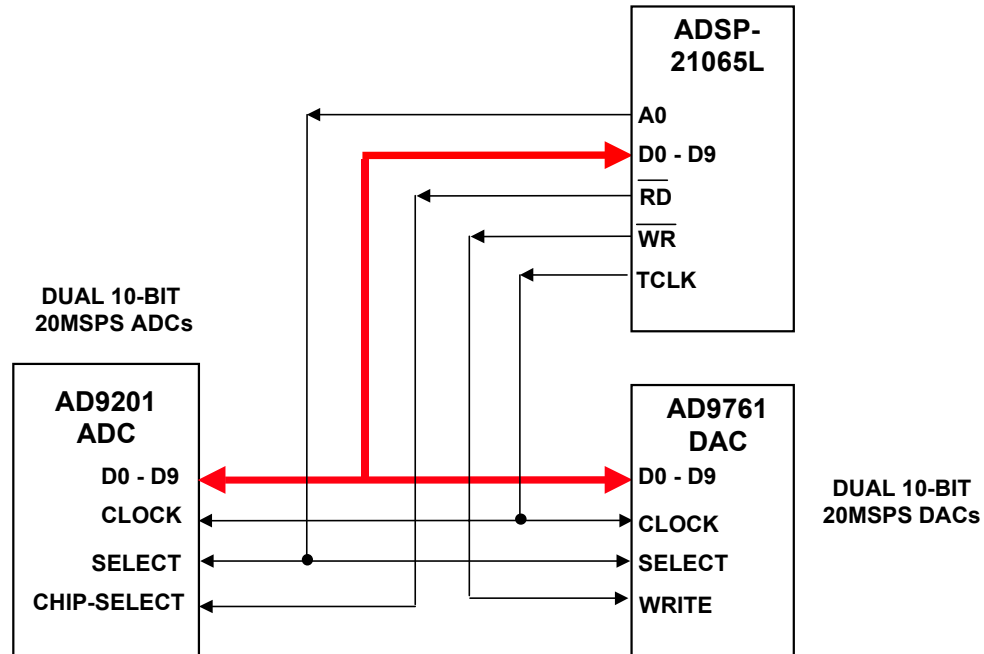 ADSP-
21065L
A0
D0 - D9
RD
WR
TCLK
DUAL 10-BIT
20MSPS ADCs
AD9201
ADC
D0 - D9
CLOCK
SELECT
CHIP-SELECT
AD9761
DAC
D0 - D9
CLOCK
SELECT
WRITE
DUAL 10-BIT
20MSPS DACs